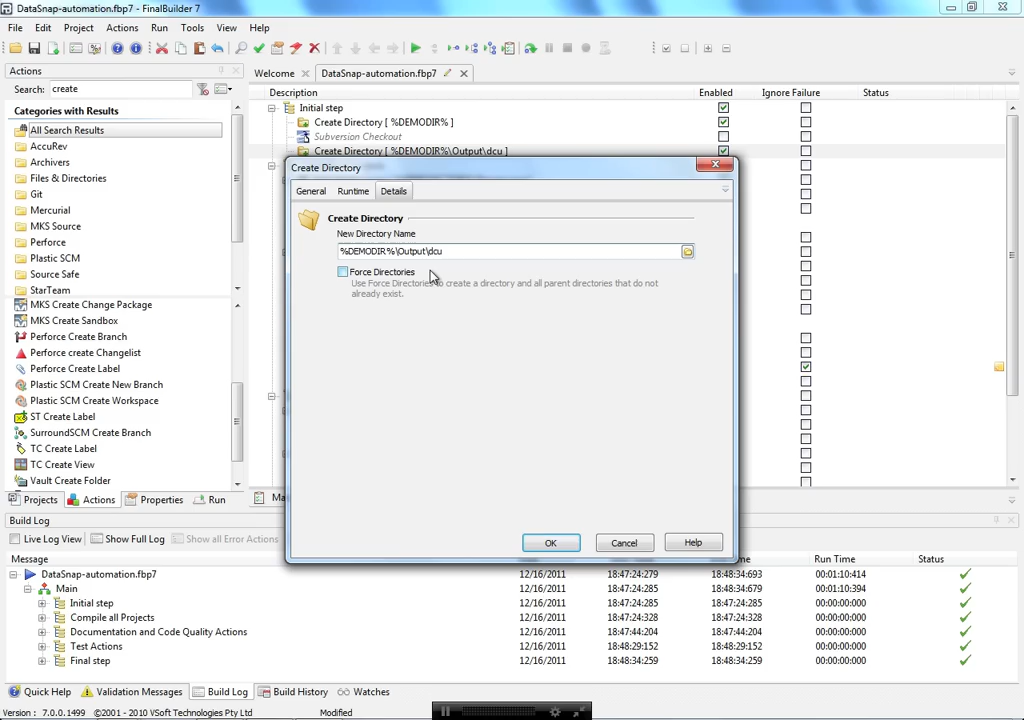 DataSnap-automation.fbp7 - FinalBuilder 7
File Edit Project Actions Run Tools View Help
Actions
Search: create
Categories with Results
All Search Results
AccuRev
Archivers
Files & Directories
Git
Mercurial
MKS Source
Perforce
Plastic SCM
Source Safe
StarTeam
MKS Create Change Package
MKS Create Sandbox
Perforce Create Branch
Perforce create Changelist
Perforce Create Label
Plastic SCM Create New Branch
Plastic SCM Create Workspace
ST Create Label
SurroundSCM Create Branch
TC Create Label
TC Create View
Vault Create Folder
Projects Actions Properties Run
Welcome DataSnap-automation.fbp7
Description Enabled Ignore Failure Status
Initial step
Create Directory [ %DEMODIR% ]
Subversion Checkout
Create Directory [ %DEMODIR%\Output\dcu ]
Create Directory
General Runtime Details
Create Directory
New Directory Name
%DEMODIR%\Output\dcu
Force Directories
Use Force Directories to create a directory and all parent directories that do not
already exist.
OK Cancel Help
Build Log
Live Log View Show Full Log Show all Error Actions
Message Run Time Status
DataSnap-automation.fbp7 12/16/2011 18:47:24:279 18:48:34:693 00:01:10:414
Main 12/16/2011 18:47:24:285 18:48:34:679 00:01:10:394
Initial step 12/16/2011 18:47:24:285 18:47:24:285 00:00:00:000
Compile all Projects 12/16/2011 18:47:24:328 18:47:24:328 00:00:00:000
Documentation and Code Quality Actions 12/16/2011 18:47:44:204 18:47:44:204 00:00:00:000
Test Actions 12/16/2011 18:48:29:152 18:48:29:152 00:00:00:000
Final step 12/16/2011 18:48:34:259 18:48:34:259 00:00:00:000
Quick Help Validation Messages Build Log Build History Watches
Version : 7.0.0.1499 ©2001 - 2010 VSoft Technologies Pty Ltd Modified